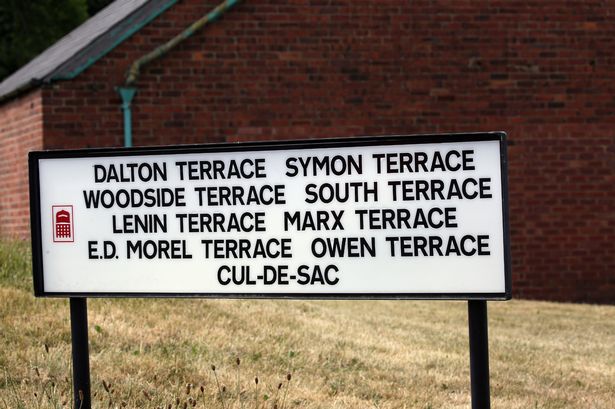 DALTON TERRACE SYMON TERRACE
WOODSIDE TERRACE SOUTH TERRACE
LENIN TERRACE MARX TERRACE
E.D. MOREL TERRACE OWEN TERRACE
CUL-DE-SAC